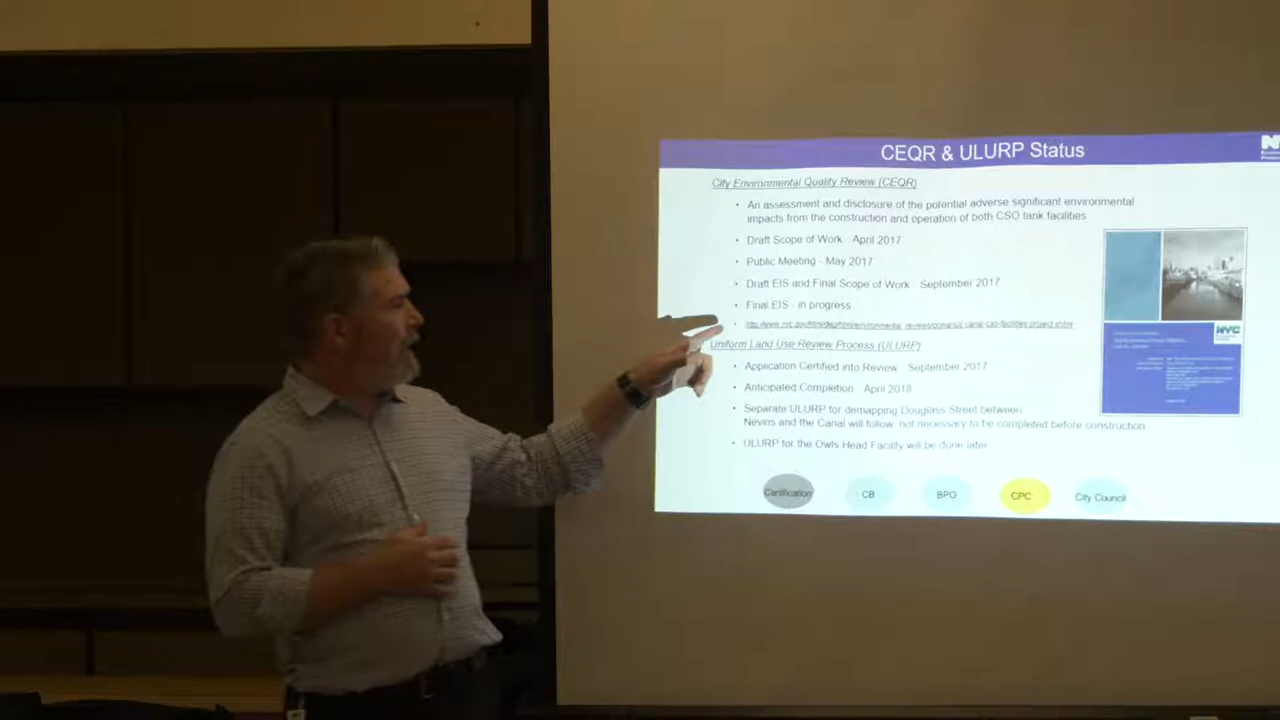 CEQR & ULURP Status
City Environmental Quality Review (CEQR)
• An assessment and disclosure of the potential adverse significant environmental
impacts from the construction and operation of both CSO tank facilities
• Draft Scope of Work - April 2017
• Public Meeting - May 2017
• Draft EIS and Final Scope of Work - September 2017
• Final EIS - in progress
Uniform Land Use Review Process (ULURP)
• Application Certified into Review - September 2017
• Anticipated Completion - April 2018
• Separate ULURP for demapping Douglass Street between
Nevins and the Canal will follow, not necessary to be completed before construction
• ULURP for the Owls Head Facility will be done later
NYC
Certification
CB
BPO
CPC
City Council